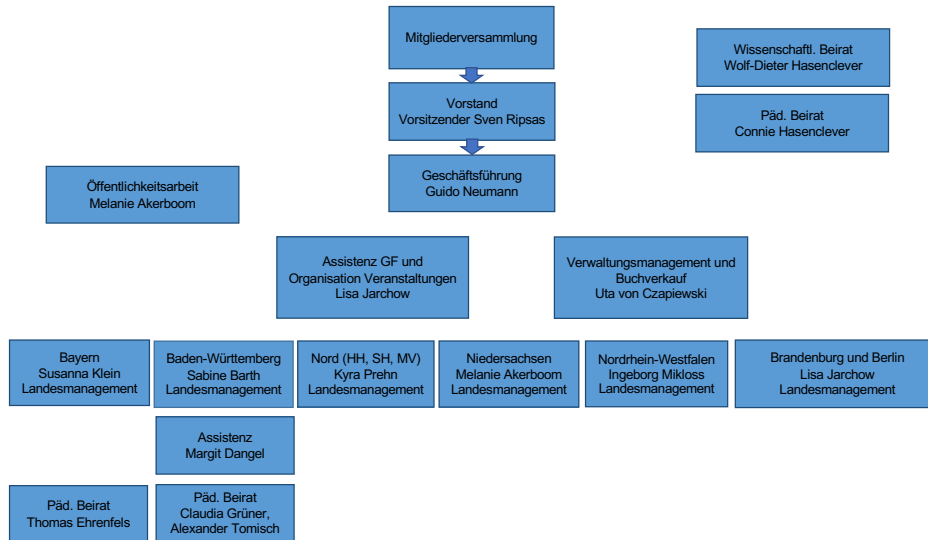 Mitgliederversammlung
Wissenschaftl. Beirat
Wolf-Dieter Hasenclever
Vorstand
Vorsitzender Sven Ripsas
Päd. Beirat
Connie Hasenclever
Geschäftsführung
Guido Neumann
Öffentlichkeitsarbeit
Melanie Akerboom
Assistenz GF und
Organisation Veranstaltungen
Lisa Jarchow
Verwaltungsmanagement und
Buchverkauf
Uta von Czapiewski
Bayern
Susanna Klein
Landesmanagement
Baden-Württemberg
Sabine Barth
Landesmanagement
Nord (HH, SH, MV)
Kyra Prehn
Landesmanagement
Niedersachsen
Melanie Akerboom
Landesmanagement
Nordrhein-Westfalen
Ingeborg Mikloss
Landesmanagement
Brandenburg und Berlin
Lisa Jarchow
Landesmanagement
Assistenz
Margit Dangel
Päd. Beirat
Thomas Ehrenfels
Päd. Beirat
Claudia Grüner,
Alexander Tomisch